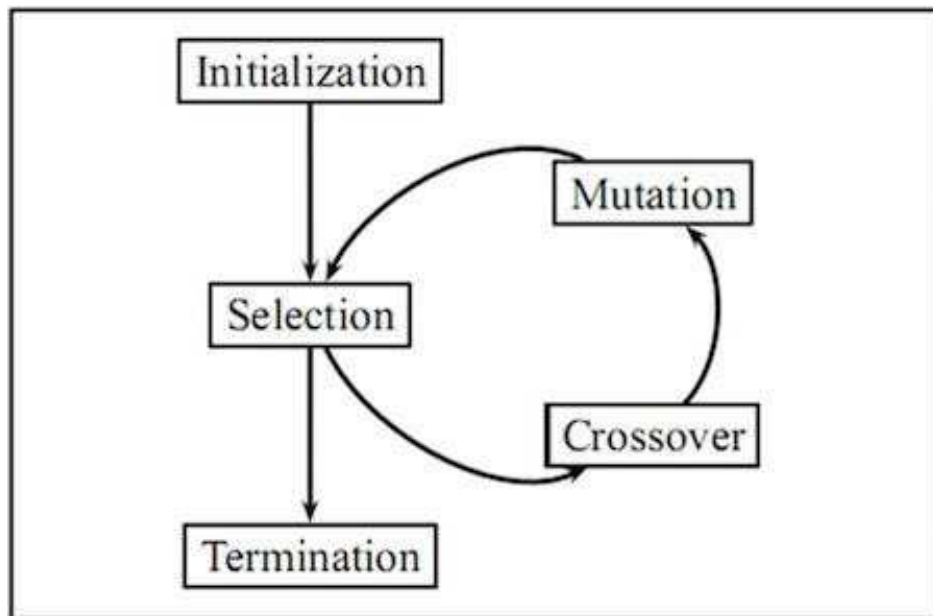 Initialization
Mutation
Selection
Crossover
Termination